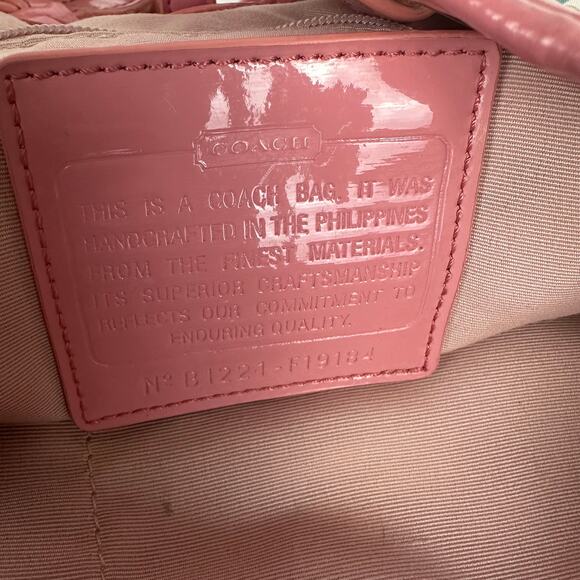 COACH
THIS IS A COACH BAG. IT WAS
HANDCRAFTED IN THE PHILIPPINES
FROM THE FINEST MATERIALS.
ITS SUPERIOR CRAFTSMANSHIP
REFLECTS OUR COMMITMENT TO
ENDURING QUALITY.
Nº B1224-F19184